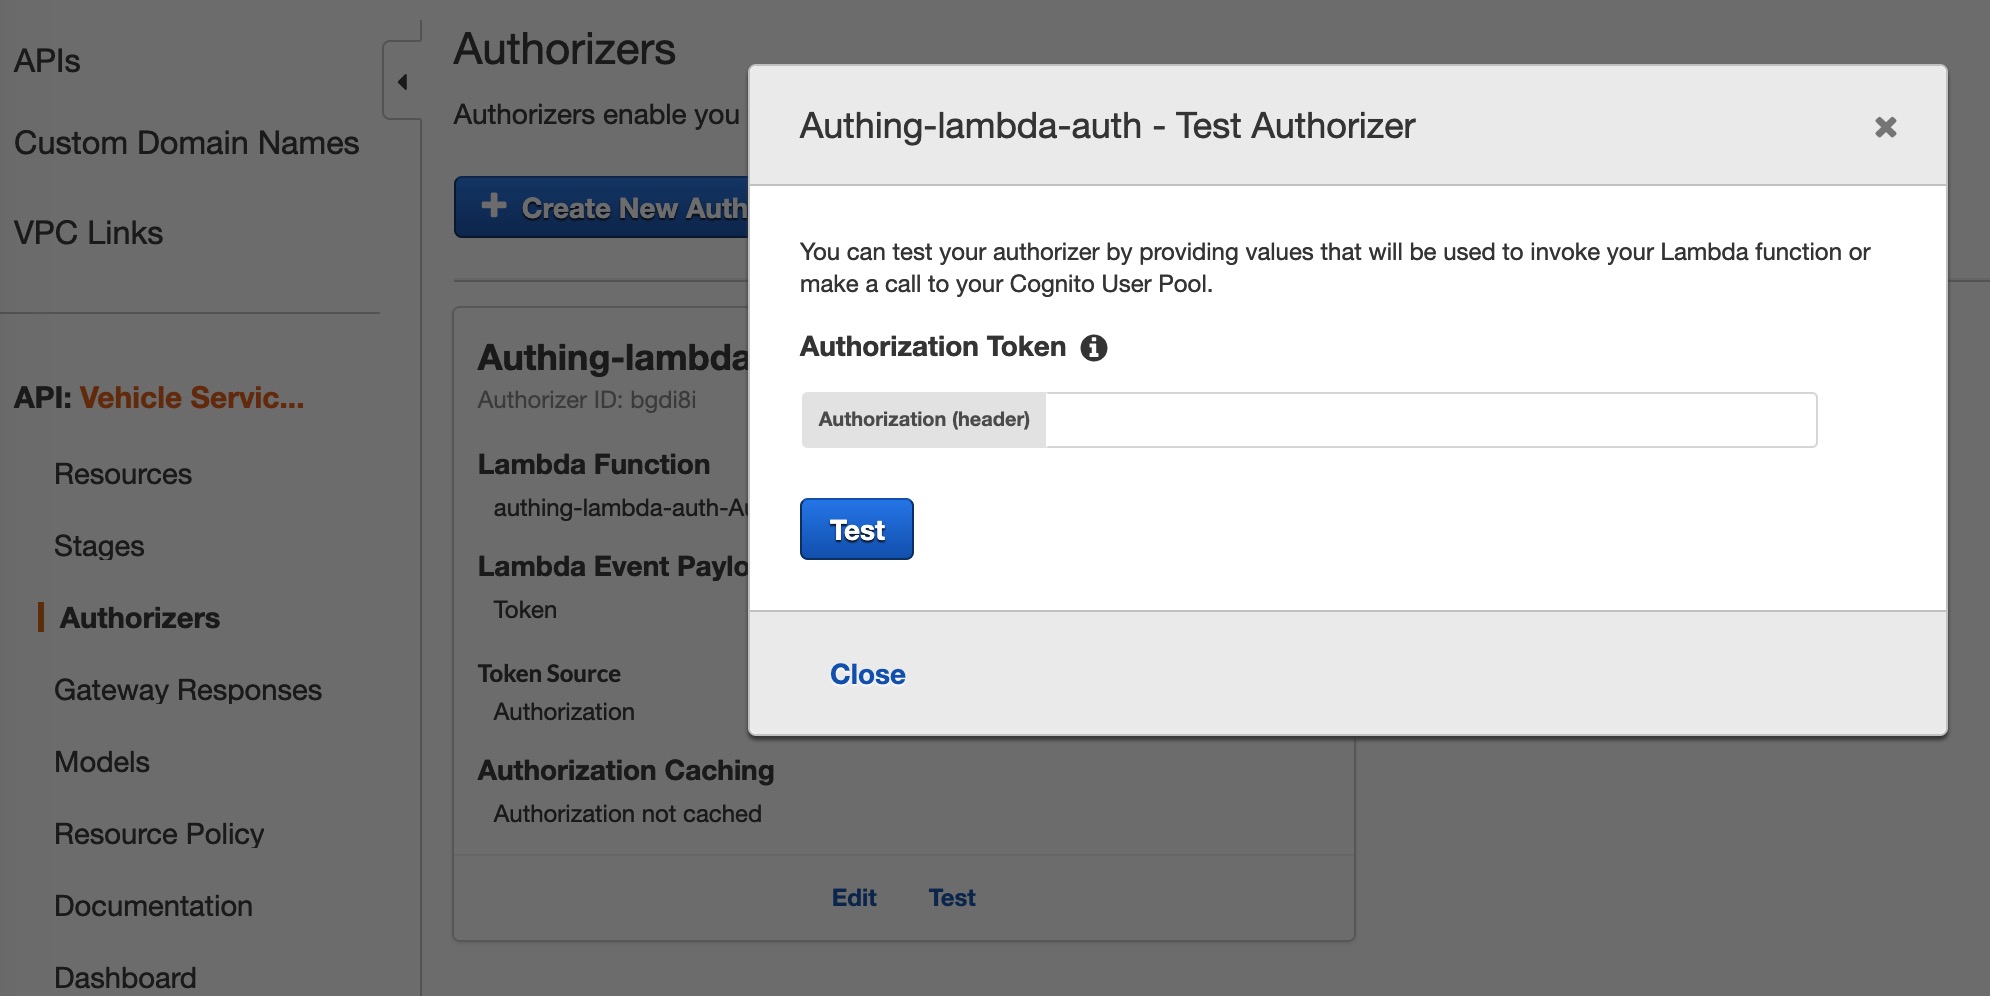 APIs
Custom Domain Names
VPC Links
API: Vehicle Servic...
Resources
Stages
Authorizers
Gateway Responses
Models
Resource Policy
Documentation
Dashboard
Authorizers
Authorizers enable you
Create New Auth
Authing-lambda
Authorizer ID: bgdi8i
Lambda Function
authing-lambda-auth-Au
Lambda Event Paylo
Token
Token Source
Authorization
Authorization Caching
Authorization not cached
Edit Test
Authing-lambda-auth - Test Authorizer
You can test your authorizer by providing values that will be used to invoke your Lambda function or
make a call to your Cognito User Pool.
Authorization Token
Authorization (header)
Test
Close